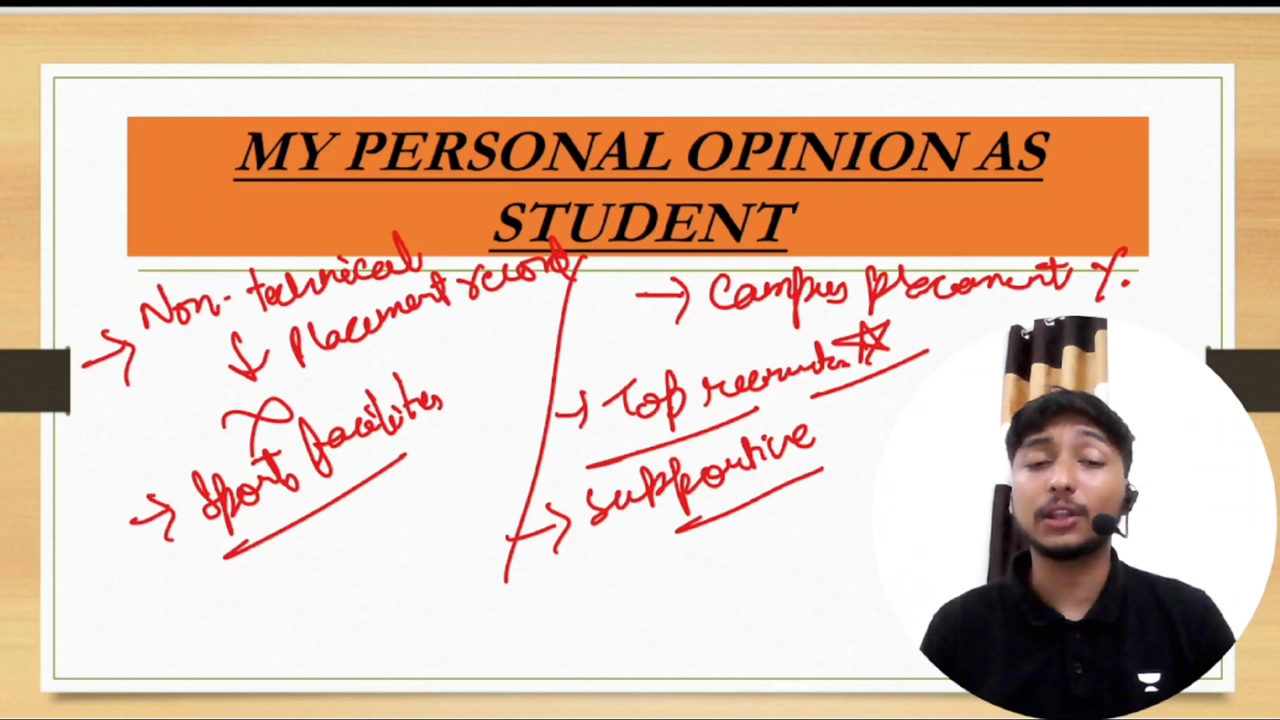 MY PERSONAL OPINION AS
STUDENT
→ Non-technical
↓ Placement record
→ Sports facilities
→ Campus placement %.
→ Top recruiters
→ Supportive